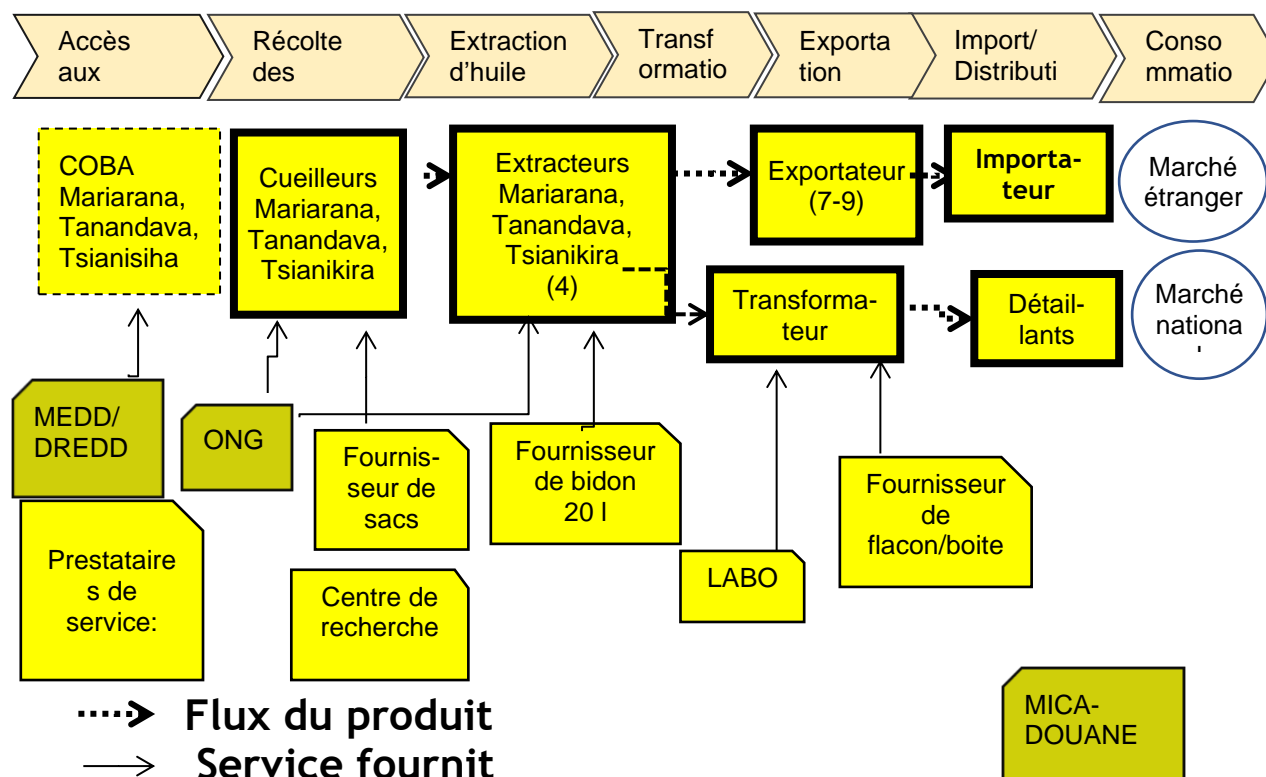 Accès
aux
Récolte
des
Extraction
d'huile
Transf
ormatio
Exporta
tion
Import/
Distributi
Conso
mmatio
COBA
Mariarana,
Tanandava,
Tsianisiha
Cueilleurs
Mariarana,
Tanandava,
Tsianikira
Extracteurs
Mariarana,
Tanandava,
Tsianikira
(4)
Exportateur
(7-9)
Importa-
teur
Marché
étranger
Transforma-
teur
Détail-
lants
Marché
nationa
MEDD/
DREDD
ONG
Fournis-
seur de
sacs
Fournisseur
de bidon
20 l
Fournisseur
de
flacon/boite
Prestataire
s de
service:
Centre de
recherche
LABO
MICA-
DOUANE
Flux du produit
Service fournit